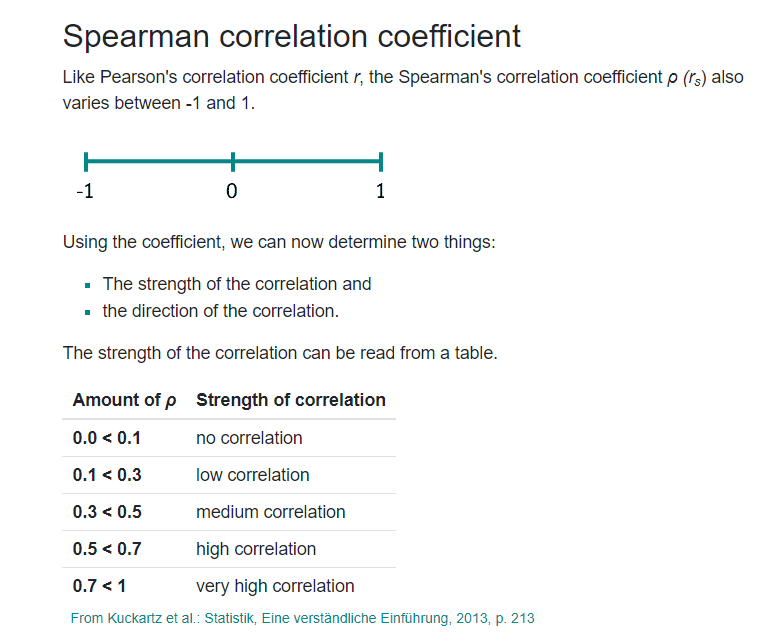 Spearman correlation coefficient
Like Pearson's correlation coefficient r, the Spearman's correlation coefficient ρ (rs) also
varies between -1 and 1.
-1 0 1
Using the coefficient, we can now determine two things:
The strength of the correlation and
the direction of the correlation.
The strength of the correlation can be read from a table.
Amount of ρ Strength of correlation
0.0 < 0.1 no correlation
0.1 < 0.3 low correlation
0.3 < 0.5 medium correlation
0.5 < 0.7 high correlation
0.7 < 1 very high correlation
From Kuckartz et al.: Statistik, Eine verständliche Einführung, 2013, p. 213